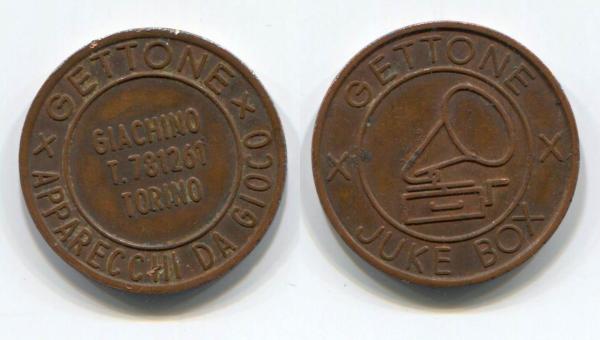 GETTONE
GIACHINO
T. 781261
TORINO
APPARECCHI DA GIOCO
GETTONE
JUKE BOX